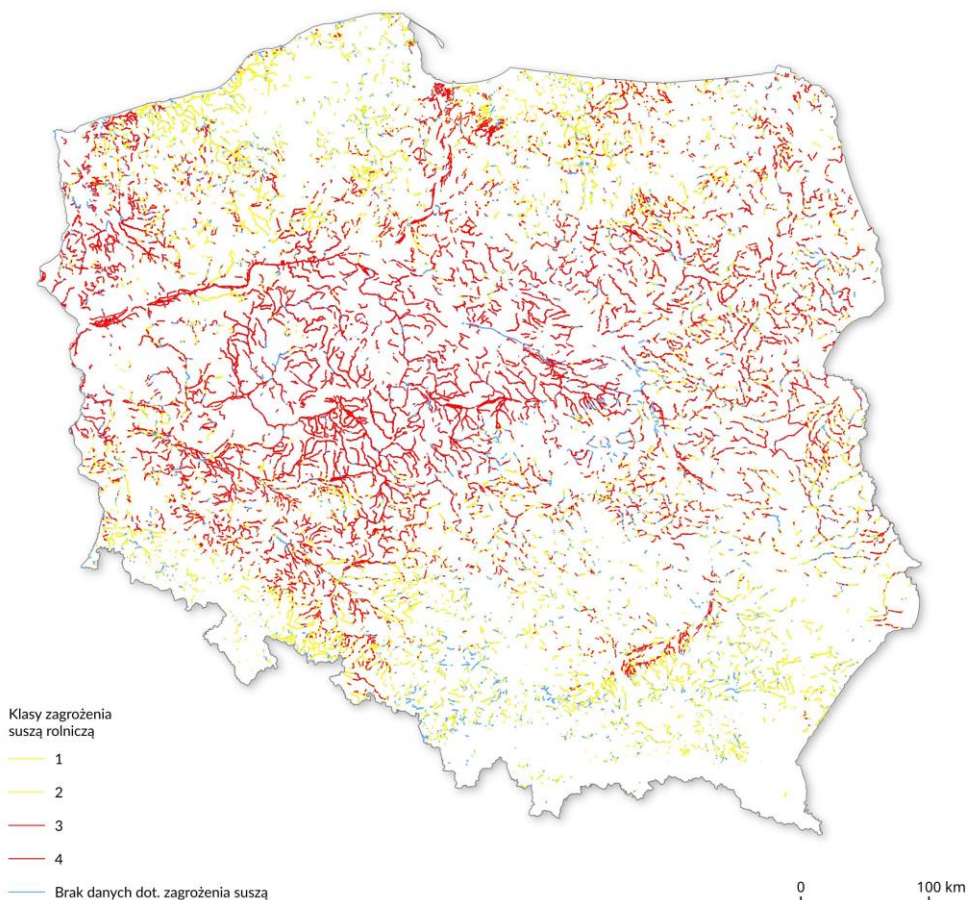 Klasy zagrożenia
suszą rolniczą
1
2
3
4
Brak danych dot. zagrożenia suszą
0 100 km